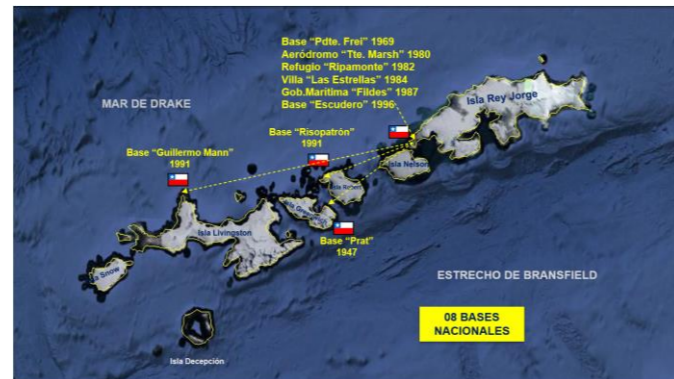 Base “Pdte. Frei” 1969
Aeródromo “Tte. Marsh” 1980
Refugio “Ripamonte” 1982
Villa “Las Estrellas” 1984
Gob.Marítima “Fildes” 1987
Base “Escudero” 1996
Isla Rey Jorge
MAR DE DRAKE
Base “Risopatrón”
1991
Base “Guillermo Mann”
1991
Isla Nelson
Isla Livingston
Base “Prat”
1947
Snow
ESTRECHO DE BRANSFIELD
08 BASES
NACIONALES
Isla Decepción